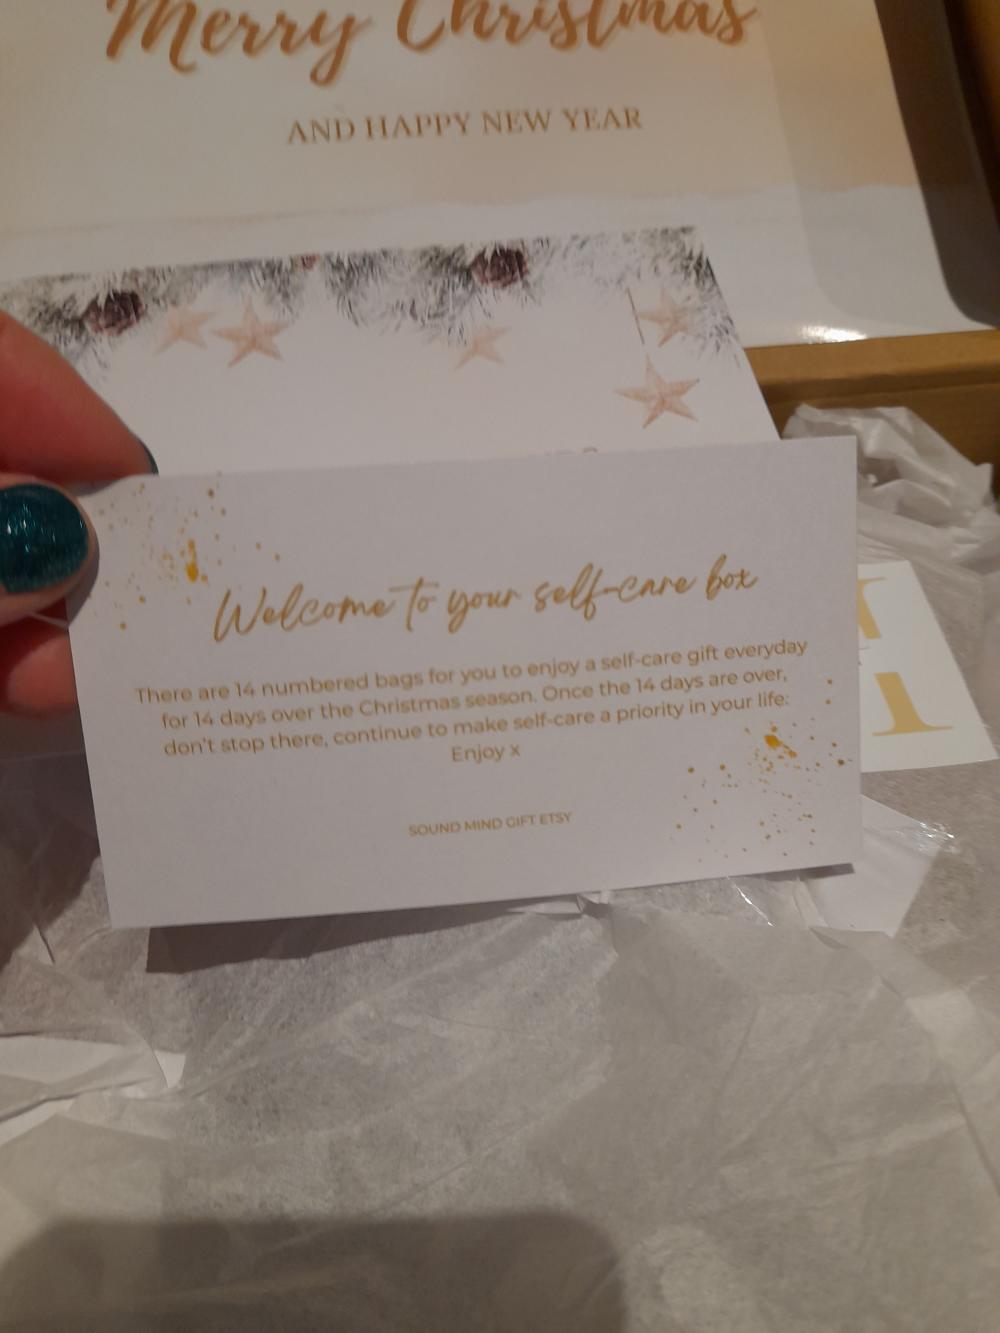 Merry Christmas
AND HAPPY NEW YEAR
Welcome to your self-care box
There are 14 numbered bags for you to enjoy a self-care gift everyday
for 14 days over the Christmas season. Once the 14 days are over,
don't stop there, continue to make self-care a priority in your life:
Enjoy x
SOUND MIND GIFT ETSY